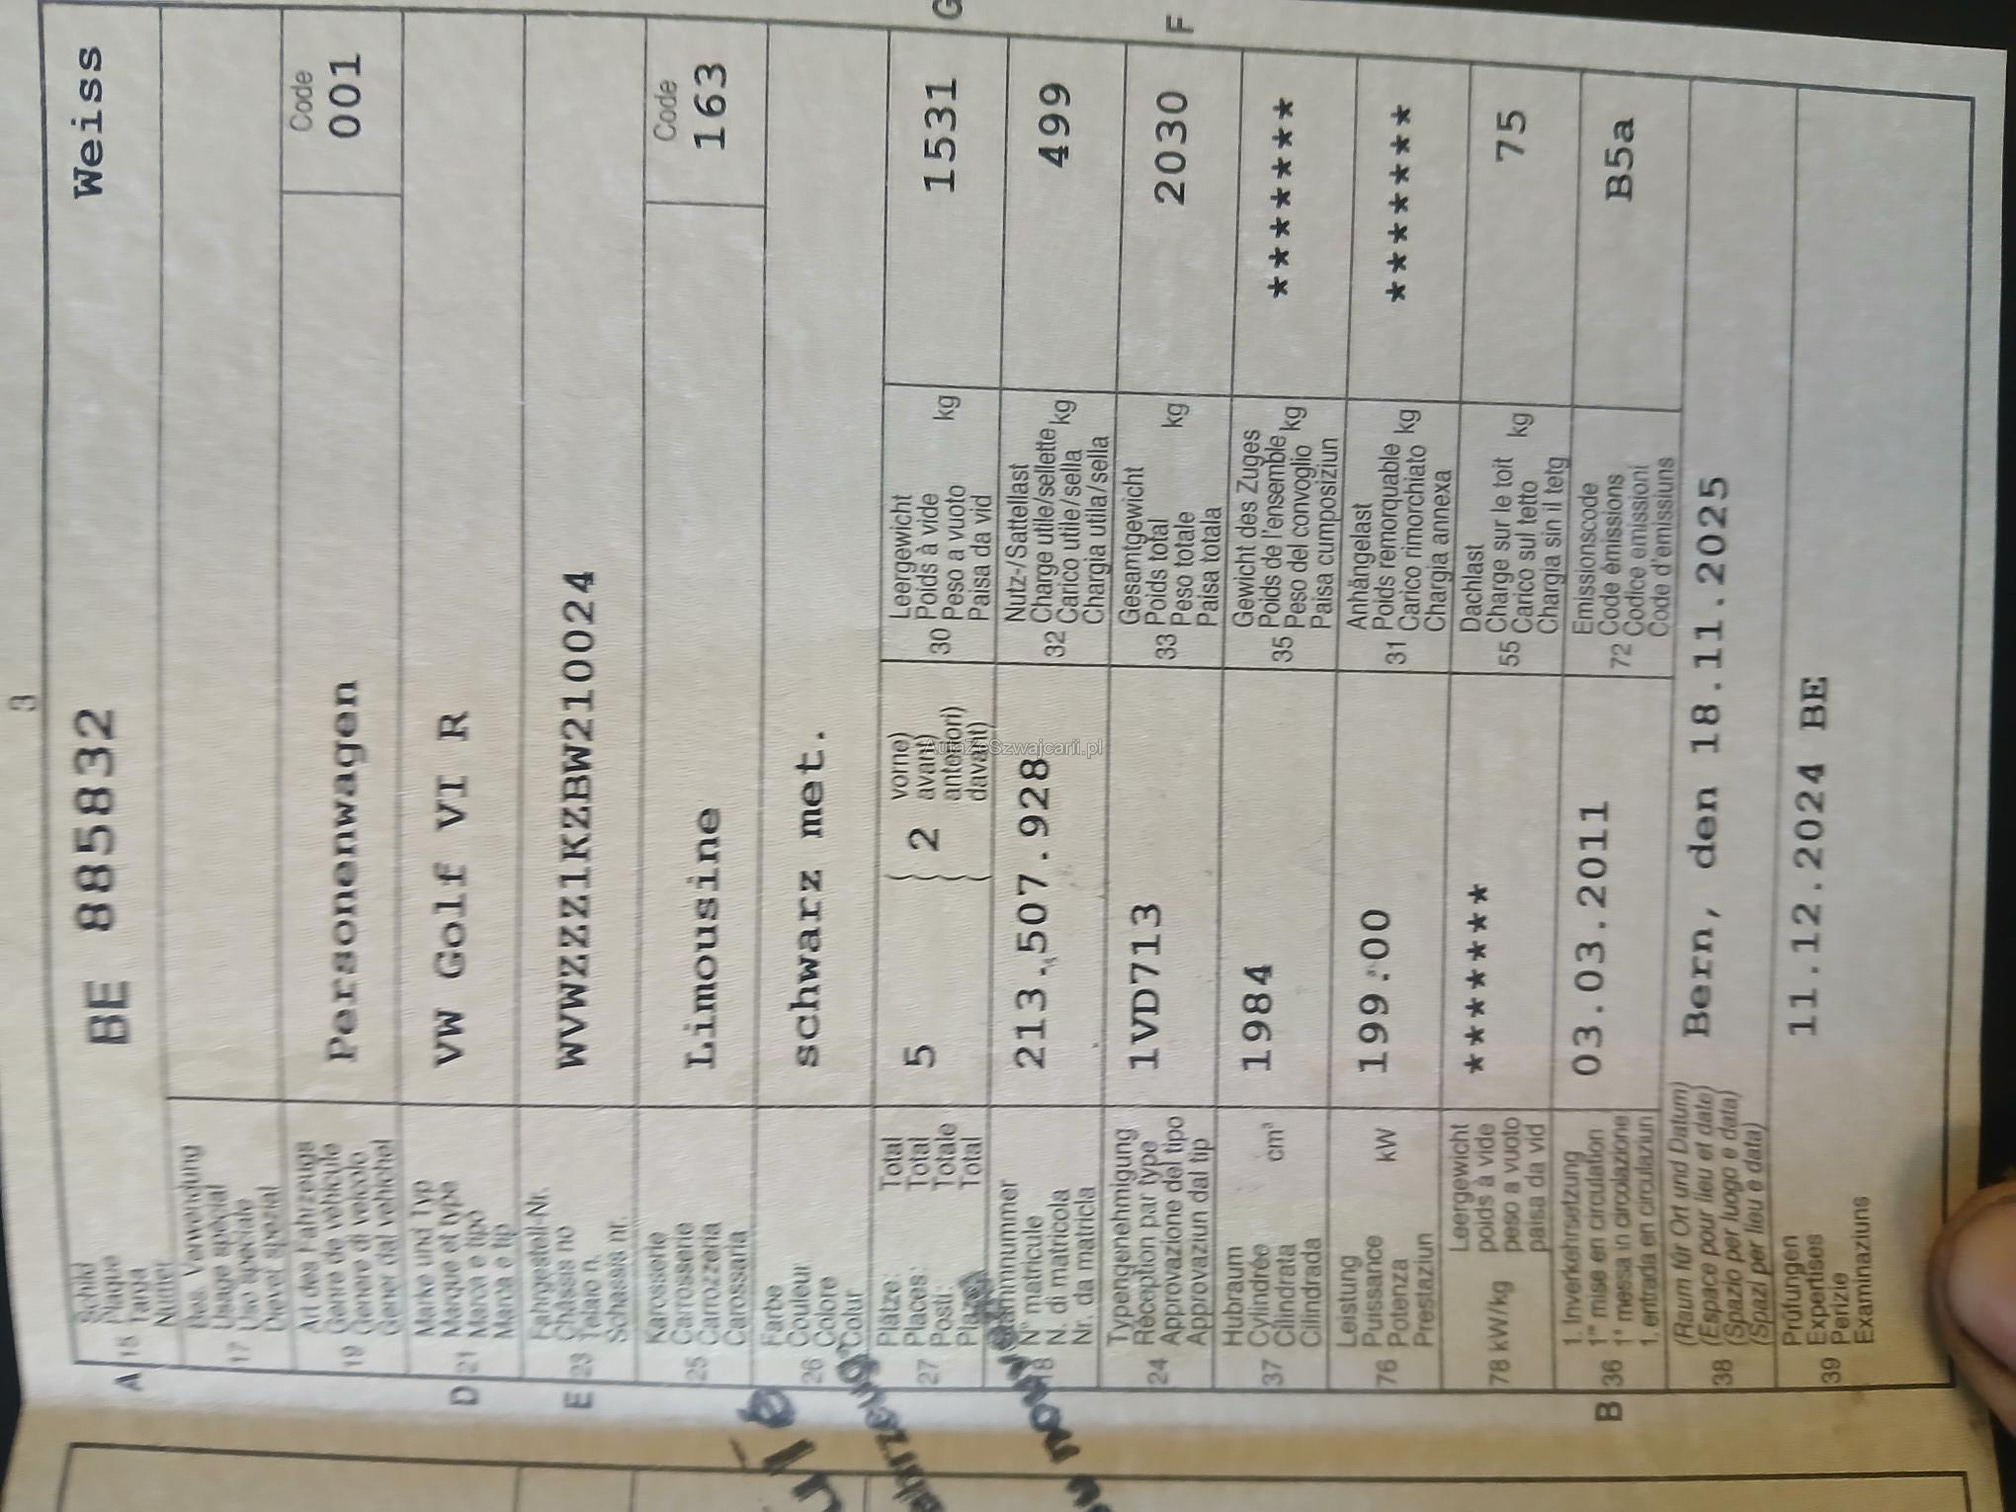 3
A 15 Schild
Plaque
Targa
Numer
BE 885832 Weiss
17 Bes. Verwendung
Usage spécial
Uso speciale
Diever spezial
19 Art des Fahrzeugs
Genre de véhicule
Genere di veicolo
Gener dal vehichel
Personenwagen
Code
001
D 21 Marke und Typ
Marque et type
Marca e tipo
Marca e tip
VW Golf VI R
E 23 Fahrgestell-Nr.
Châssis no
Telaio n.
Schassis nr.
WVWZZZ1KZBW210024
25 Karosserie
Carrosserie
Carrozzeria
Carossaria
Limousine
Code
163
26 Farbe
Couleur
Colore
Colur
schwarz met.
27 Plätze: Total
Places: Total
Posti: Totale
Total
5
2
vorne)
avant)
anteriori)
davant)
30 Leergewicht
Poids à vide
Peso a vuoto
Paisa da vid
kg
1531
G
18 Stammnummer
N° matricule
N. di matricola
Nr. da matricla
213.507.928
32 Nutz-/Sattellast
Charge utile/sellette
Carico utile/sella
Chargia utila/sella
kg
499
24 Typengenehmigung
Réception par type
Approvazione del tipo
Approvaziun dal tip
1VD713
33 Gesamtgewicht
Poids total
Peso totale
Paisa totala
kg
2030
F
37 Hubraum
Cylindrée
Cilindrata
Cilindrada
cm³
1984
35 Gewicht des Zuges
Poids de l'ensemble
Peso del convoglio
Paisa cumposiziun
kg
*******
76 Leistung
Puissance
Potenza
Prestaziun
kW
199.00
31 Anhängelast
Poids remorquable
Carico rimorchiato
Chargia annexa
kg
*******
78 kW/kg Leergewicht
poids à vide
peso a vuoto
paisa da vid
*******
55 Dachlast
Charge sur le toit
Carico sul tetto
Chargia sin il tetg
kg
75
B 36 1. Inverkehrsetzung
1re mise en circulation
1a messa in circolazione
1. entrada en circulaziun
03.03.2011
72 Emissionscode
Code émissions
Codice emissioni
Code d'emissiuns
B5a
38 (Raum für Ort und Datum)
(Espace pour lieu et date)
(Spazio per luogo e data)
(Spazi per lieu e data)
Bern, den 18.11.2025
39 Prüfungen
Expertises
Perizie
Examinaziuns
11.12.2024 BE
AutazeSzwajcarii.pl